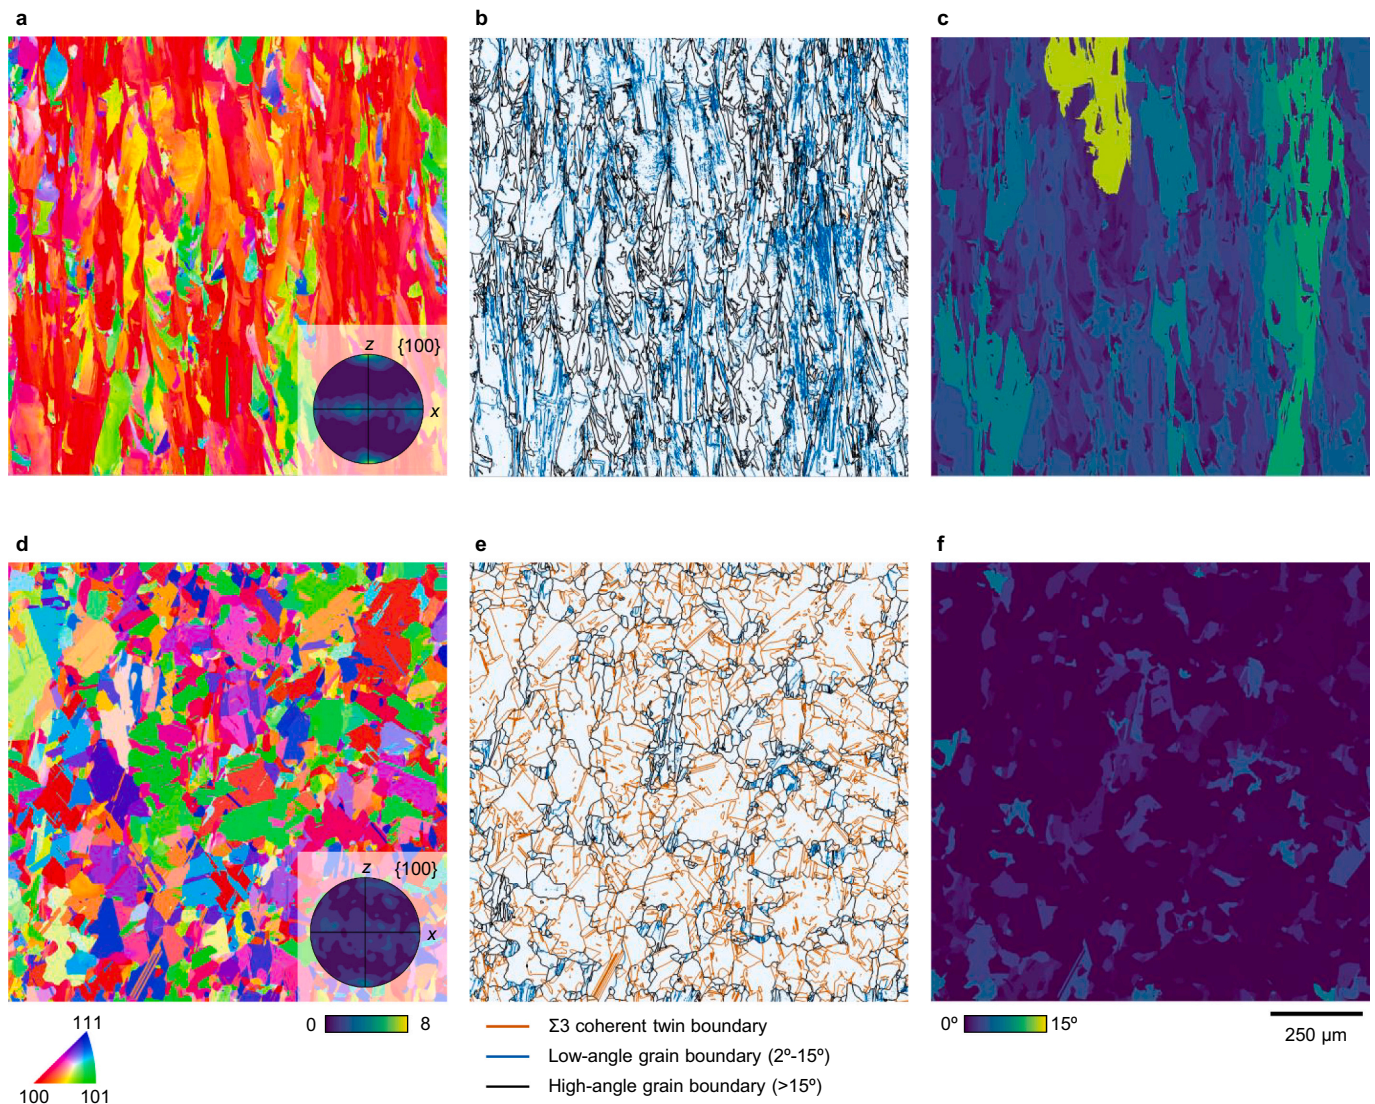 a
b
c
z {100}
x
d
e
f
z {100}
x
111
100 101
0 8
Σ3 coherent twin boundary
Low-angle grain boundary (2º-15º)
High-angle grain boundary (>15º)
0º 15º
250 µm